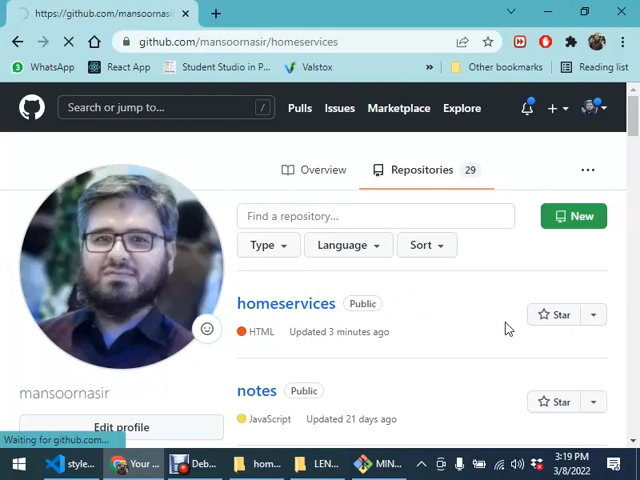 https://github.com/mansoornasir
github.com/mansoornasir/homeservices
WhatsApp React App Student Studio in P... Valstox » Other bookmarks Reading list
Search or jump to... / Pulls Issues Marketplace Explore
Overview Repositories 29 ...
Find a repository... New
Type Language Sort
homeservices Public Star
HTML Updated 3 minutes ago
notes Public Star
JavaScript Updated 21 days ago
mansoornasir
Edit profile
Waiting for github.com...
style... Your ... Deb... hom... LEN... MIN...
3:19 PM
3/8/2022